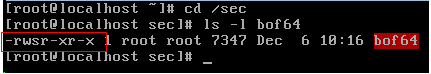 [root@localhost ~]# cd /sec
[root@localhost sec]# ls -l bof64
-rwsr-xr-x 1 root root 7347 Dec  6 10:16 bof64
[root@localhost sec]# _